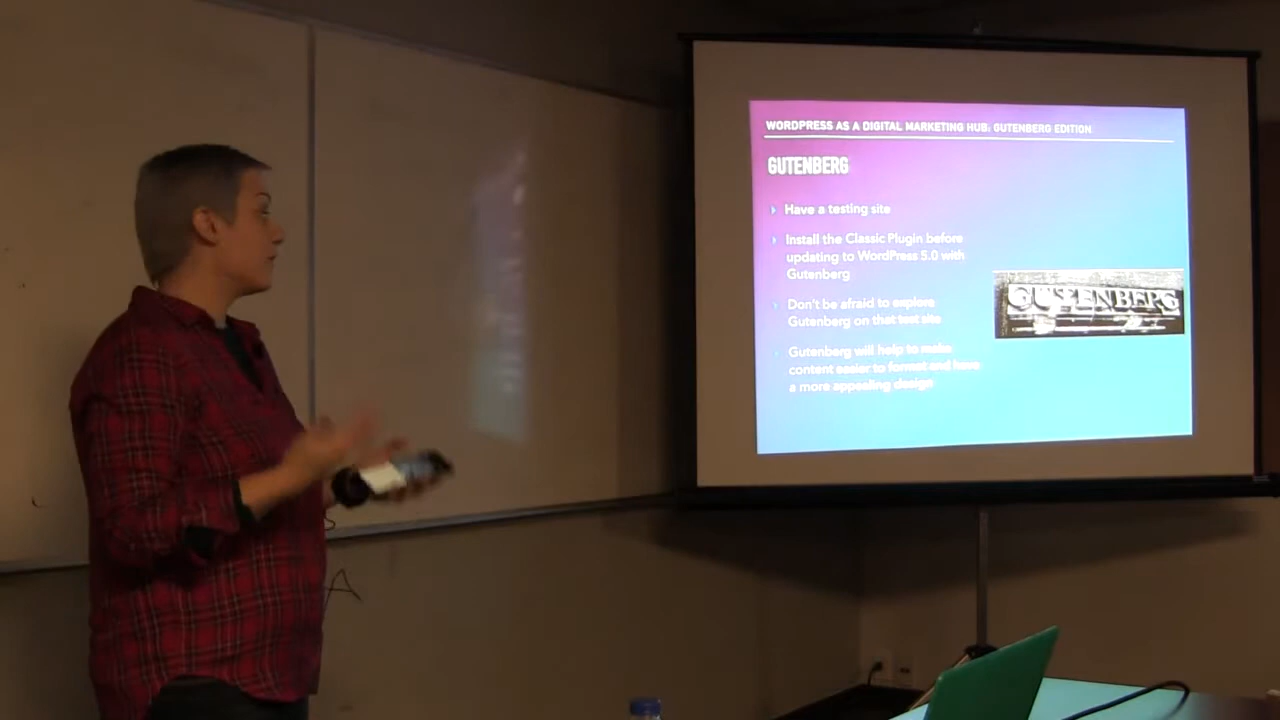 WORDPRESS AS A DIGITAL MARKETING HUB: GUTENBERG EDITION
GUTENBERG
Have a testing site
Install the Classic Plugin before
updating to WordPress 5.0 with
Gutenberg
Don't be afraid to explore
Gutenberg on that test site
Gutenberg will help to make
content easier to format and have
a more appealing design
GUTENBERG